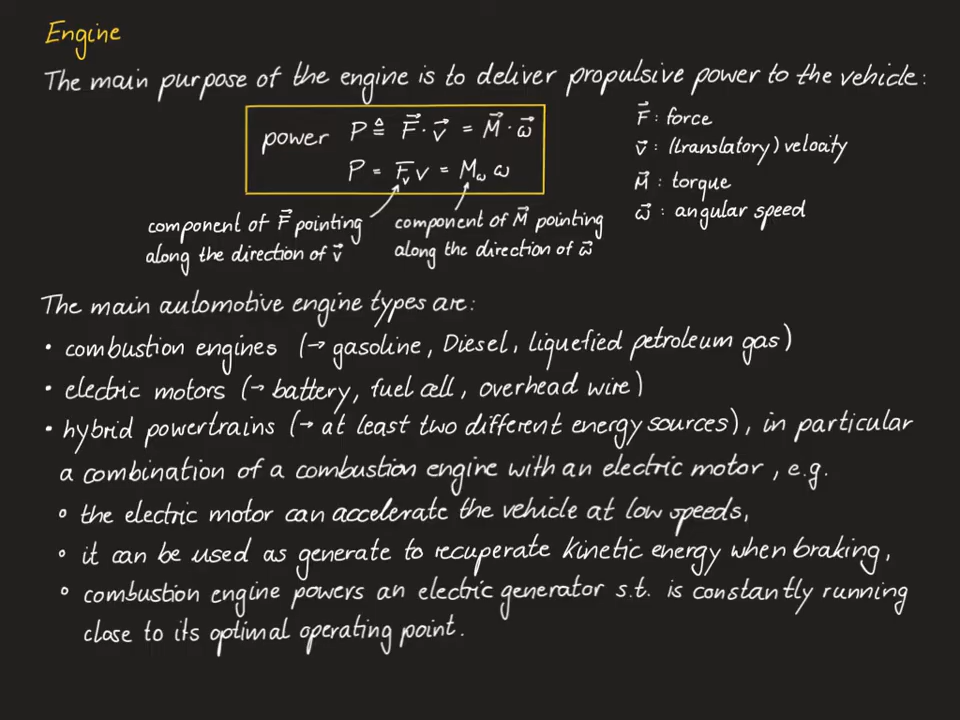 Engine
The main purpose of the engine is to deliver propulsive power to the vehicle:
power P ≙ F⃗ · v⃗ = M⃗ · ω⃗
P = F_v v = M_ω ω
F⃗ : force
v⃗ : (translatory) velocity
M⃗ : torque
ω⃗ : angular speed
component of F⃗ pointing
along the direction of v⃗
component of M⃗ pointing
along the direction of ω⃗
The main automotive engine types are:
• combustion engines (→ gasoline, Diesel, liquefied petroleum gas)
• electric motors (→ battery, fuel cell, overhead wire)
• hybrid powertrains (→ at least two different energy sources), in particular
a combination of a combustion engine with an electric motor, e.g.
∘ the electric motor can accelerate the vehicle at low speeds,
∘ it can be used as generate to recuperate kinetic energy when braking,
∘ combustion engine powers an electric generator s.t. is constantly running
close to its optimal operating point.